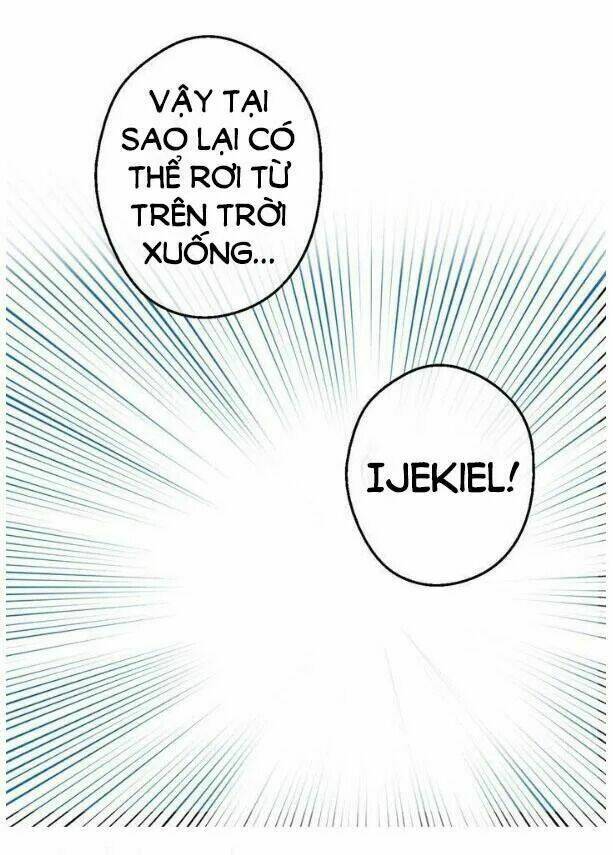 VẬY TẠI
SAO LẠI CÓ
THỂ RƠI TỪ
TRÊN TRỜI
XUỐNG...
IJEKIEL!